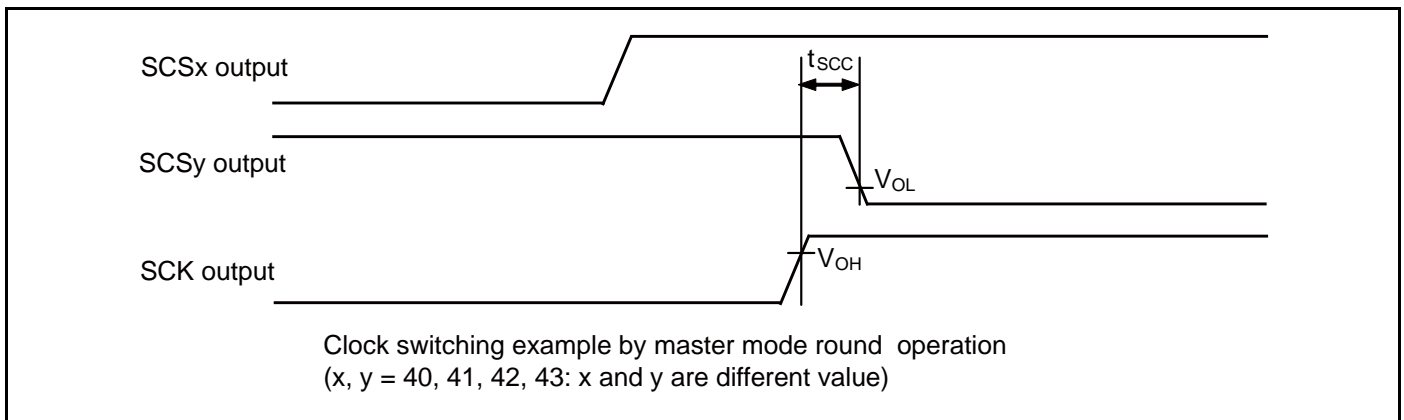 SCSx output
tSCC
SCSy output
VOL
SCK output
VOH
Clock switching example by master mode round operation
(x, y = 40, 41, 42, 43: x and y are different value)